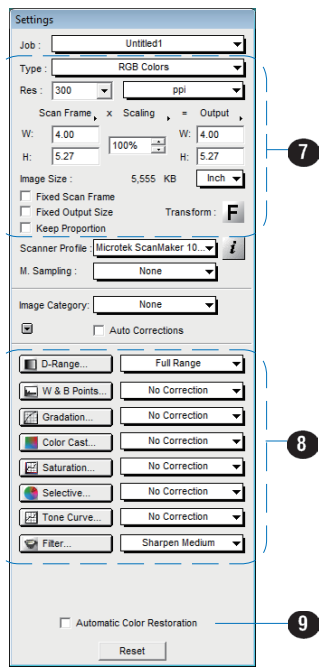 Settings
Job : Untitled1
Type : RGB Colors
Res : 300 ppi
Scan Frame, x Scaling , = Output ,
W: 4.00 100% W: 4.00
H: 5.27 H: 5.27
Image Size : 5,555 KB Inch
Fixed Scan Frame
Fixed Output Size Transform : F
Keep Proportion
Scanner Profile : Microtek ScanMaker 10... i
M. Sampling : None
Image Category: None
Auto Corrections
D-Range... Full Range
W & B Points... No Correction
Gradation... No Correction
Color Cast... No Correction
Saturation... No Correction
Selective... No Correction
Tone Curve... No Correction
Filter... Sharpen Medium
Automatic Color Restoration
Reset
7
8
9